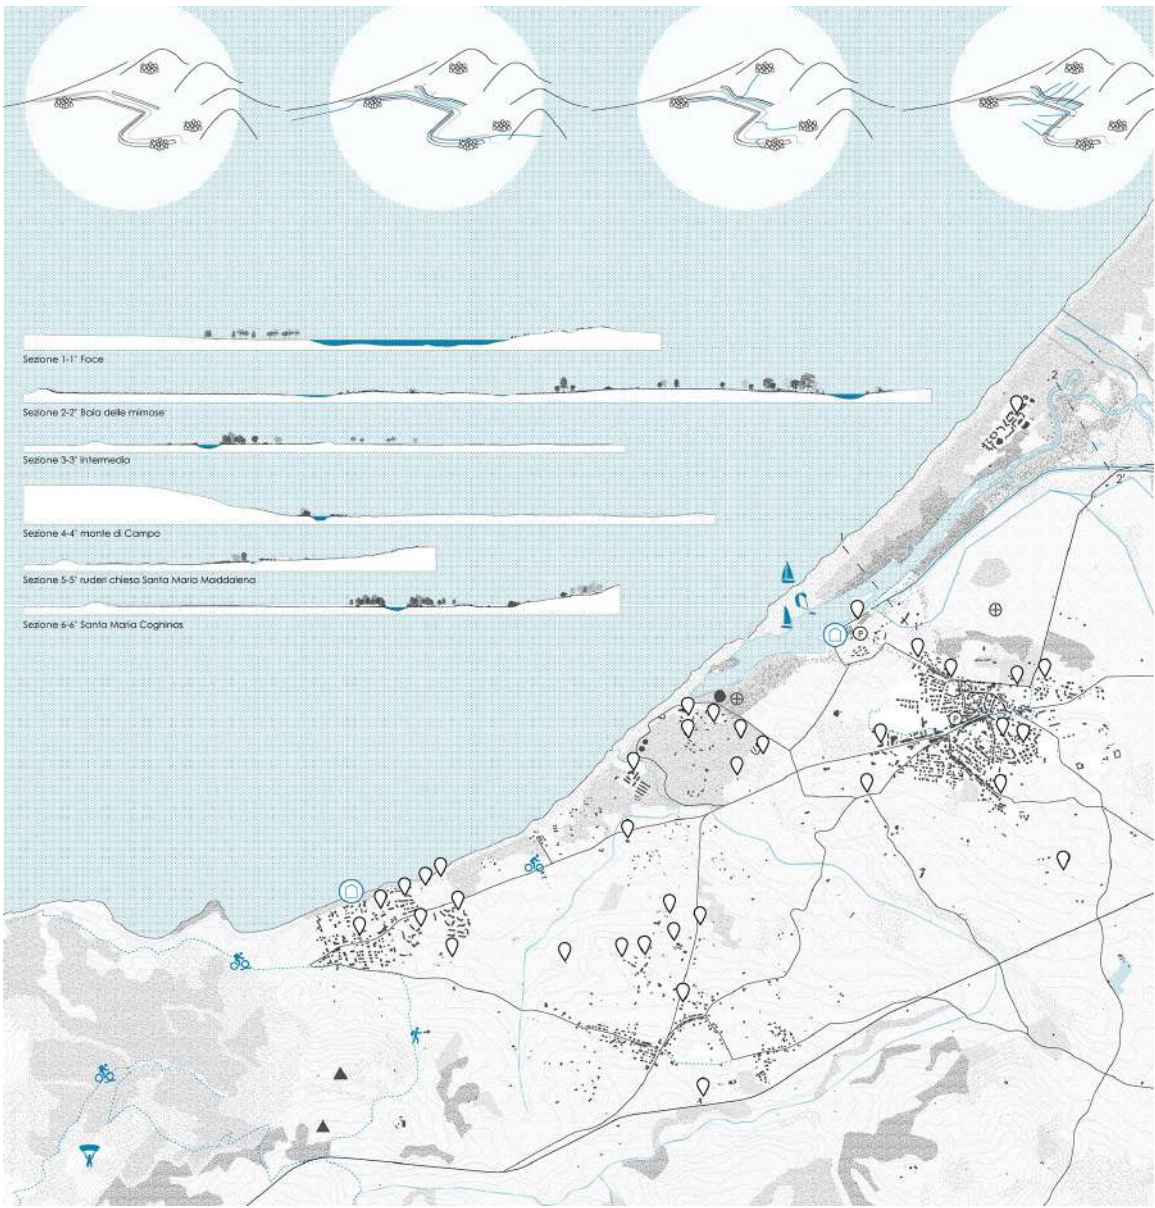 Sezione 1-1' Foce
Sezione 2-2' Baia delle mimose
Sezione 3-3' intermedia
Sezione 4-4' monte di Campo
Sezione 5-5' ruderi chiesa Santa Maria Maddalena
Sezione 6-6' Santa Maria Coghinas
2
2'
1
P
P